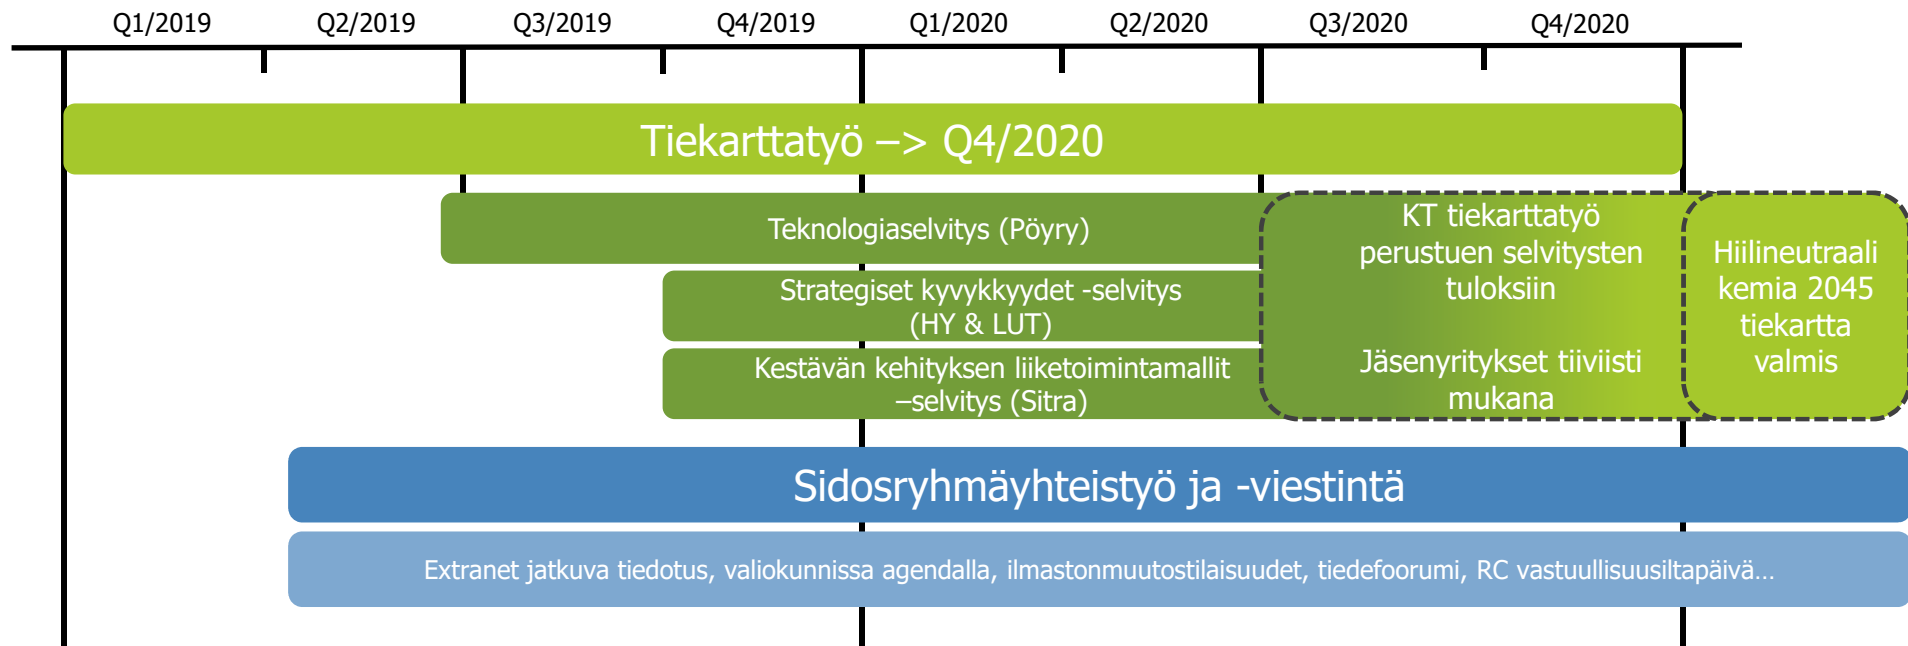 Q1/2019
Q2/2019
Q3/2019
Q4/2019
Q1/2020
Q2/2020
Q3/2020
Q4/2020
Tiekarttatyö –> Q4/2020
Teknologiaselvitys (Pöyry)
Strategiset kyvykkyydet -selvitys
(HY & LUT)
Kestävän kehityksen liiketoimintamallit
–selvitys (Sitra)
KT tiekarttatyö
perustuen selvitysten
tuloksiin
Jäsenyritykset tiiviisti
mukana
Hiilineutraali
kemia 2045
tiekartta
valmis
Sidosryhmäyhteistyö ja -viestintä
Extranet jatkuva tiedotus, valiokunnissa agendalla, ilmastonmuutostilaisuudet, tiedefoorumi, RC vastuullisuusiltapäivä…